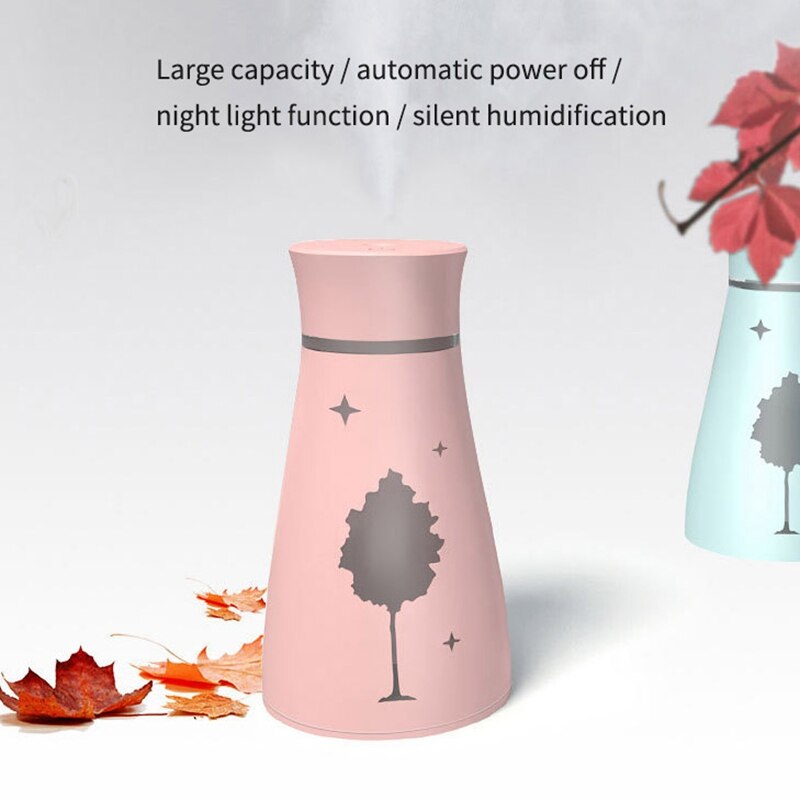 Large capacity / automatic power off /
night light function / silent humidification